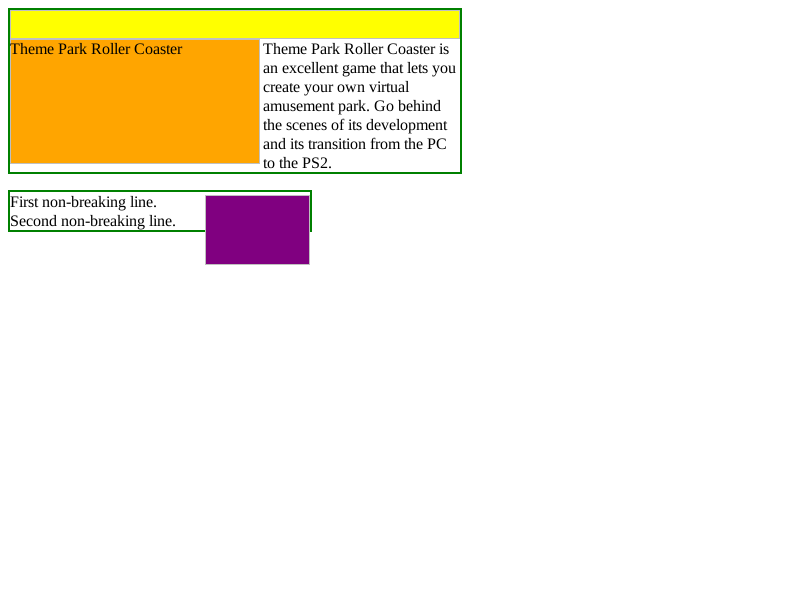 Theme Park Roller Coaster
Theme Park Roller Coaster is
an excellent game that lets you
create your own virtual
amusement park. Go behind
the scenes of its development
and its transition from the PC
to the PS2.
First non-breaking line.
Second non-breaking line.